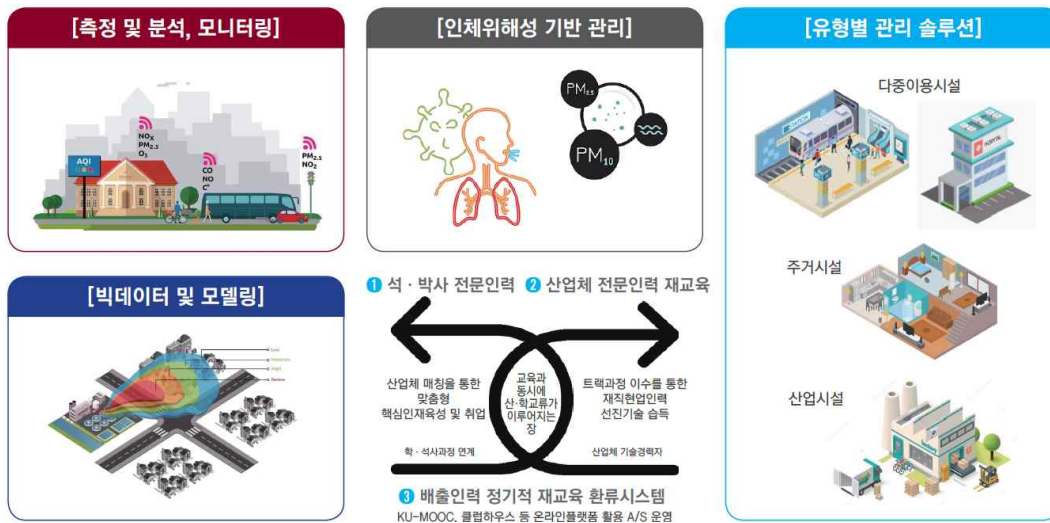 [측정 및 분석, 모니터링]
NOX
PM2.5
O3
AQI
CO
NO
PM2.5
NO2
[인체위해성 기반 관리]
PM2.5
PM10
[유형별 관리 솔루션]
다중이용시설
HOSPITAL
주거시설
산업시설
[빅데이터 및 모델링]
❶ 석 · 박사 전문인력
❷ 산업체 전문인력 재교육
산업체 매칭을 통한
맞춤형
핵심인재육성 및 취업
교육과
동시에
산·학교류가
이루어지는
장
트랙과정 이수를 통한
재직현업인력
선진기술 습득
학 · 석사과정 연계
산업체 기술경력자
❸ 배출인력 정기적 재교육 환류시스템
KU-MOOC, 클럽하우스 등 온라인플랫폼 활용 A/S 운영